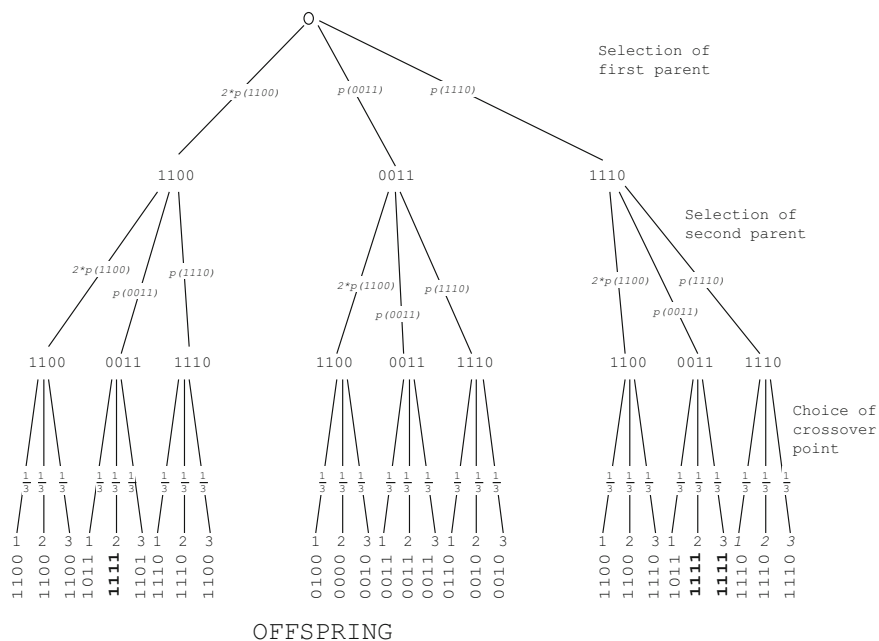 O
Selection of
first parent
2*p(1100)
p(0011)
p(1110)
1100
0011
1110
Selection of
second parent
2*p(1100)
p(0011)
p(1110)
2*p(1100)
p(0011)
p(1110)
2*p(1100)
p(0011)
p(1110)
1100 0011 1110
1100 0011 1110
1100 0011 1110
Choice of
crossover
point
1/3 1/3 1/3 1/3 1/3 1/3 1/3 1/3 1/3
1/3 1/3 1/3 1/3 1/3 1/3 1/3 1/3 1/3
1/3 1/3 1/3 1/3 1/3 1/3 1/3 1/3 1/3
1 2 3 1 2 3 1 2 3
1 2 3 1 2 3 1 2 3
1 2 3 1 2 3 1 2 3
1100 1100 1100 1011 1111 1101 1110 1110 1100
0100 0000 0010 0011 0011 0011 0110 0010 0010
1100 1100 1110 1011 1111 1111 1110 1110 1110
OFFSPRING